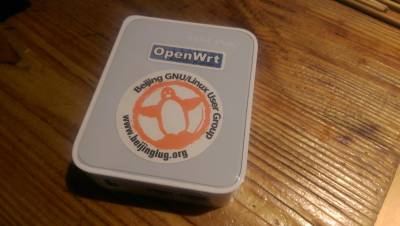 OpenWrt
Beijing GNU/Linux User Group
www.beijinglug.org